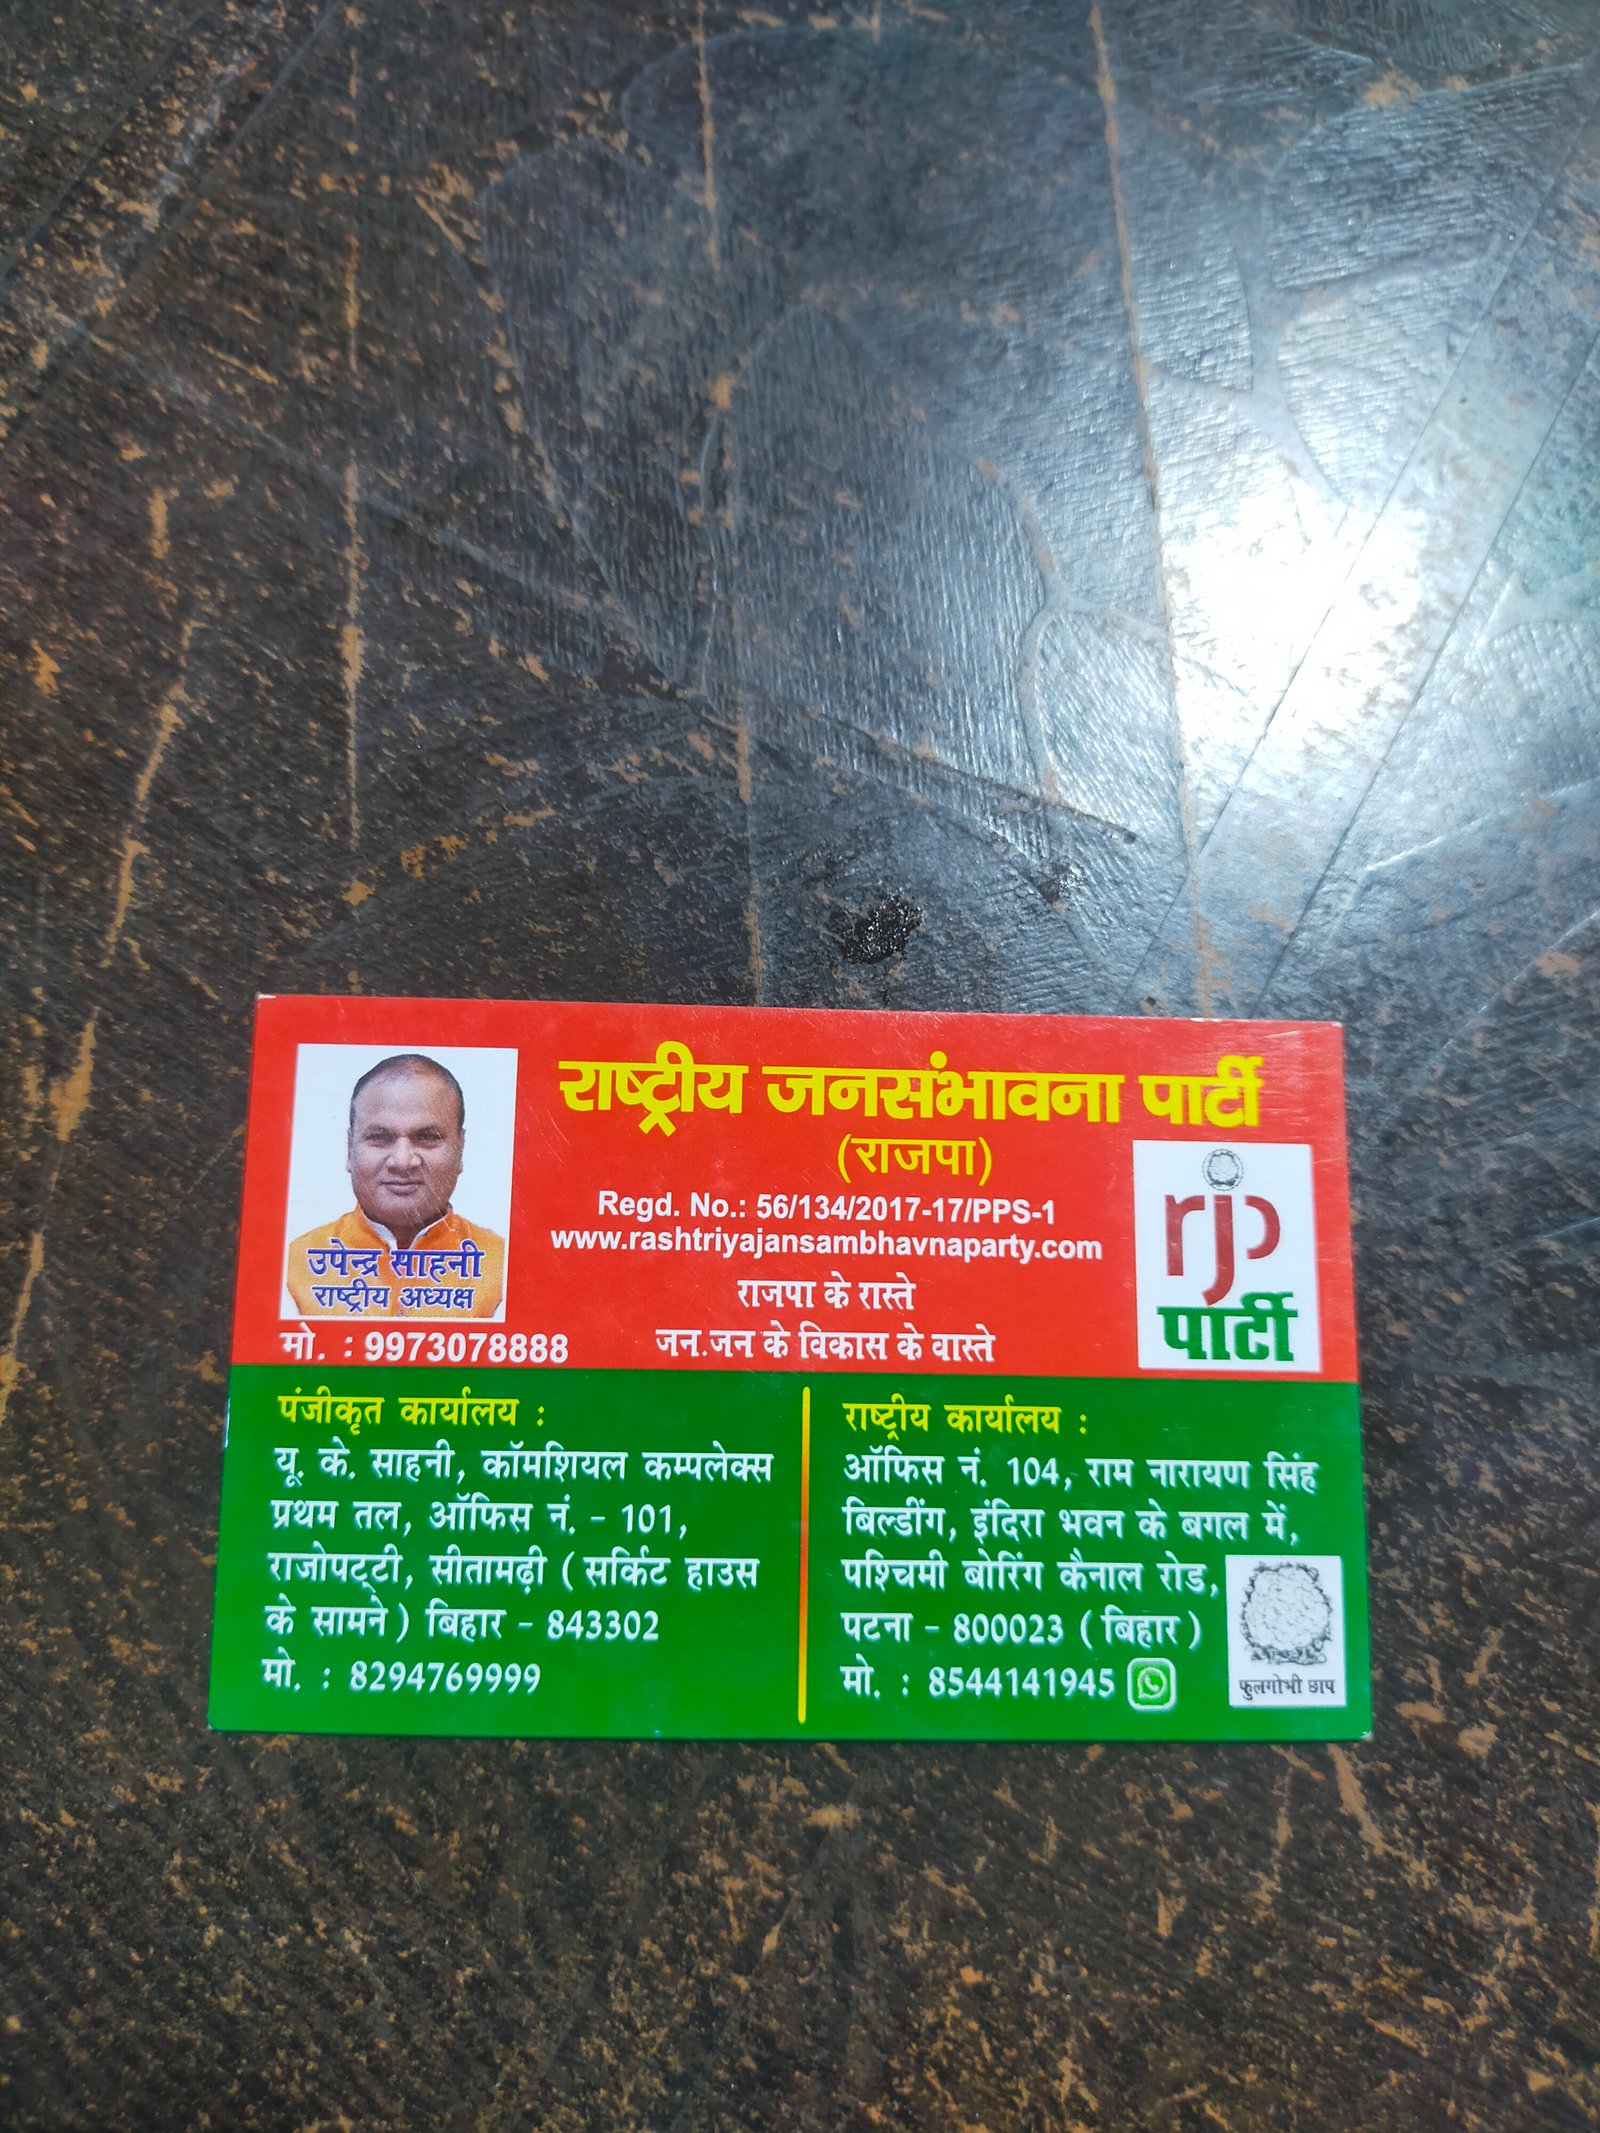 राष्ट्रीय जनसंभावना पार्टी
(राजपा)
Regd. No.: 56/134/2017-17/PPS-1
www.rashtriyajansambhavnaparty.com
राजपा के रास्ते
जन.जन के विकास के वास्ते
उपेन्द्र साहनी
राष्ट्रीय अध्यक्ष
मो. : 9973078888
rjp
पार्टी
पंजीकृत कार्यालय :
यू. के. साहनी, कॉमर्शियल कम्पलेक्स
प्रथम तल, ऑफिस नं. - 101,
राजोपट्टी, सीतामढ़ी ( सर्किट हाउस
के सामने ) बिहार - 843302
मो. : 8294769999
राष्ट्रीय कार्यालय :
ऑफिस नं. 104, राम नारायण सिंह
बिल्डींग, इंदिरा भवन के बगल में,
पश्चिमी बोरिंग कैनाल रोड,
पटना - 800023 ( बिहार )
मो. : 8544141945
फुलगोभी छाप